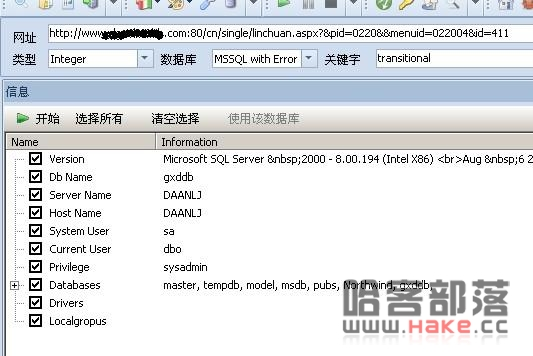 网址 http://www. .com:80/cn/single/linchuan.aspx?&pid=0220&&menuid=022004&id=411
类型 Integer 数据库 MSSQL with Error 关键字 transitional
信息
开始 选择所有 清空选择 使用该数据库
Name Information
Version Microsoft SQL Server &nbsp;2000 - 8.00.194 (Intel X86) <br>Aug &nbsp;6 2
Db Name gxddb
Server Name DAANLJ
Host Name DAANLJ
System User sa
Current User dbo
Privilege sysadmin
Databases master, tempdb, model, msdb, pubs, Northwind, gxddb,
Drivers
Localgropus
哈客部落
www.Hake.cc